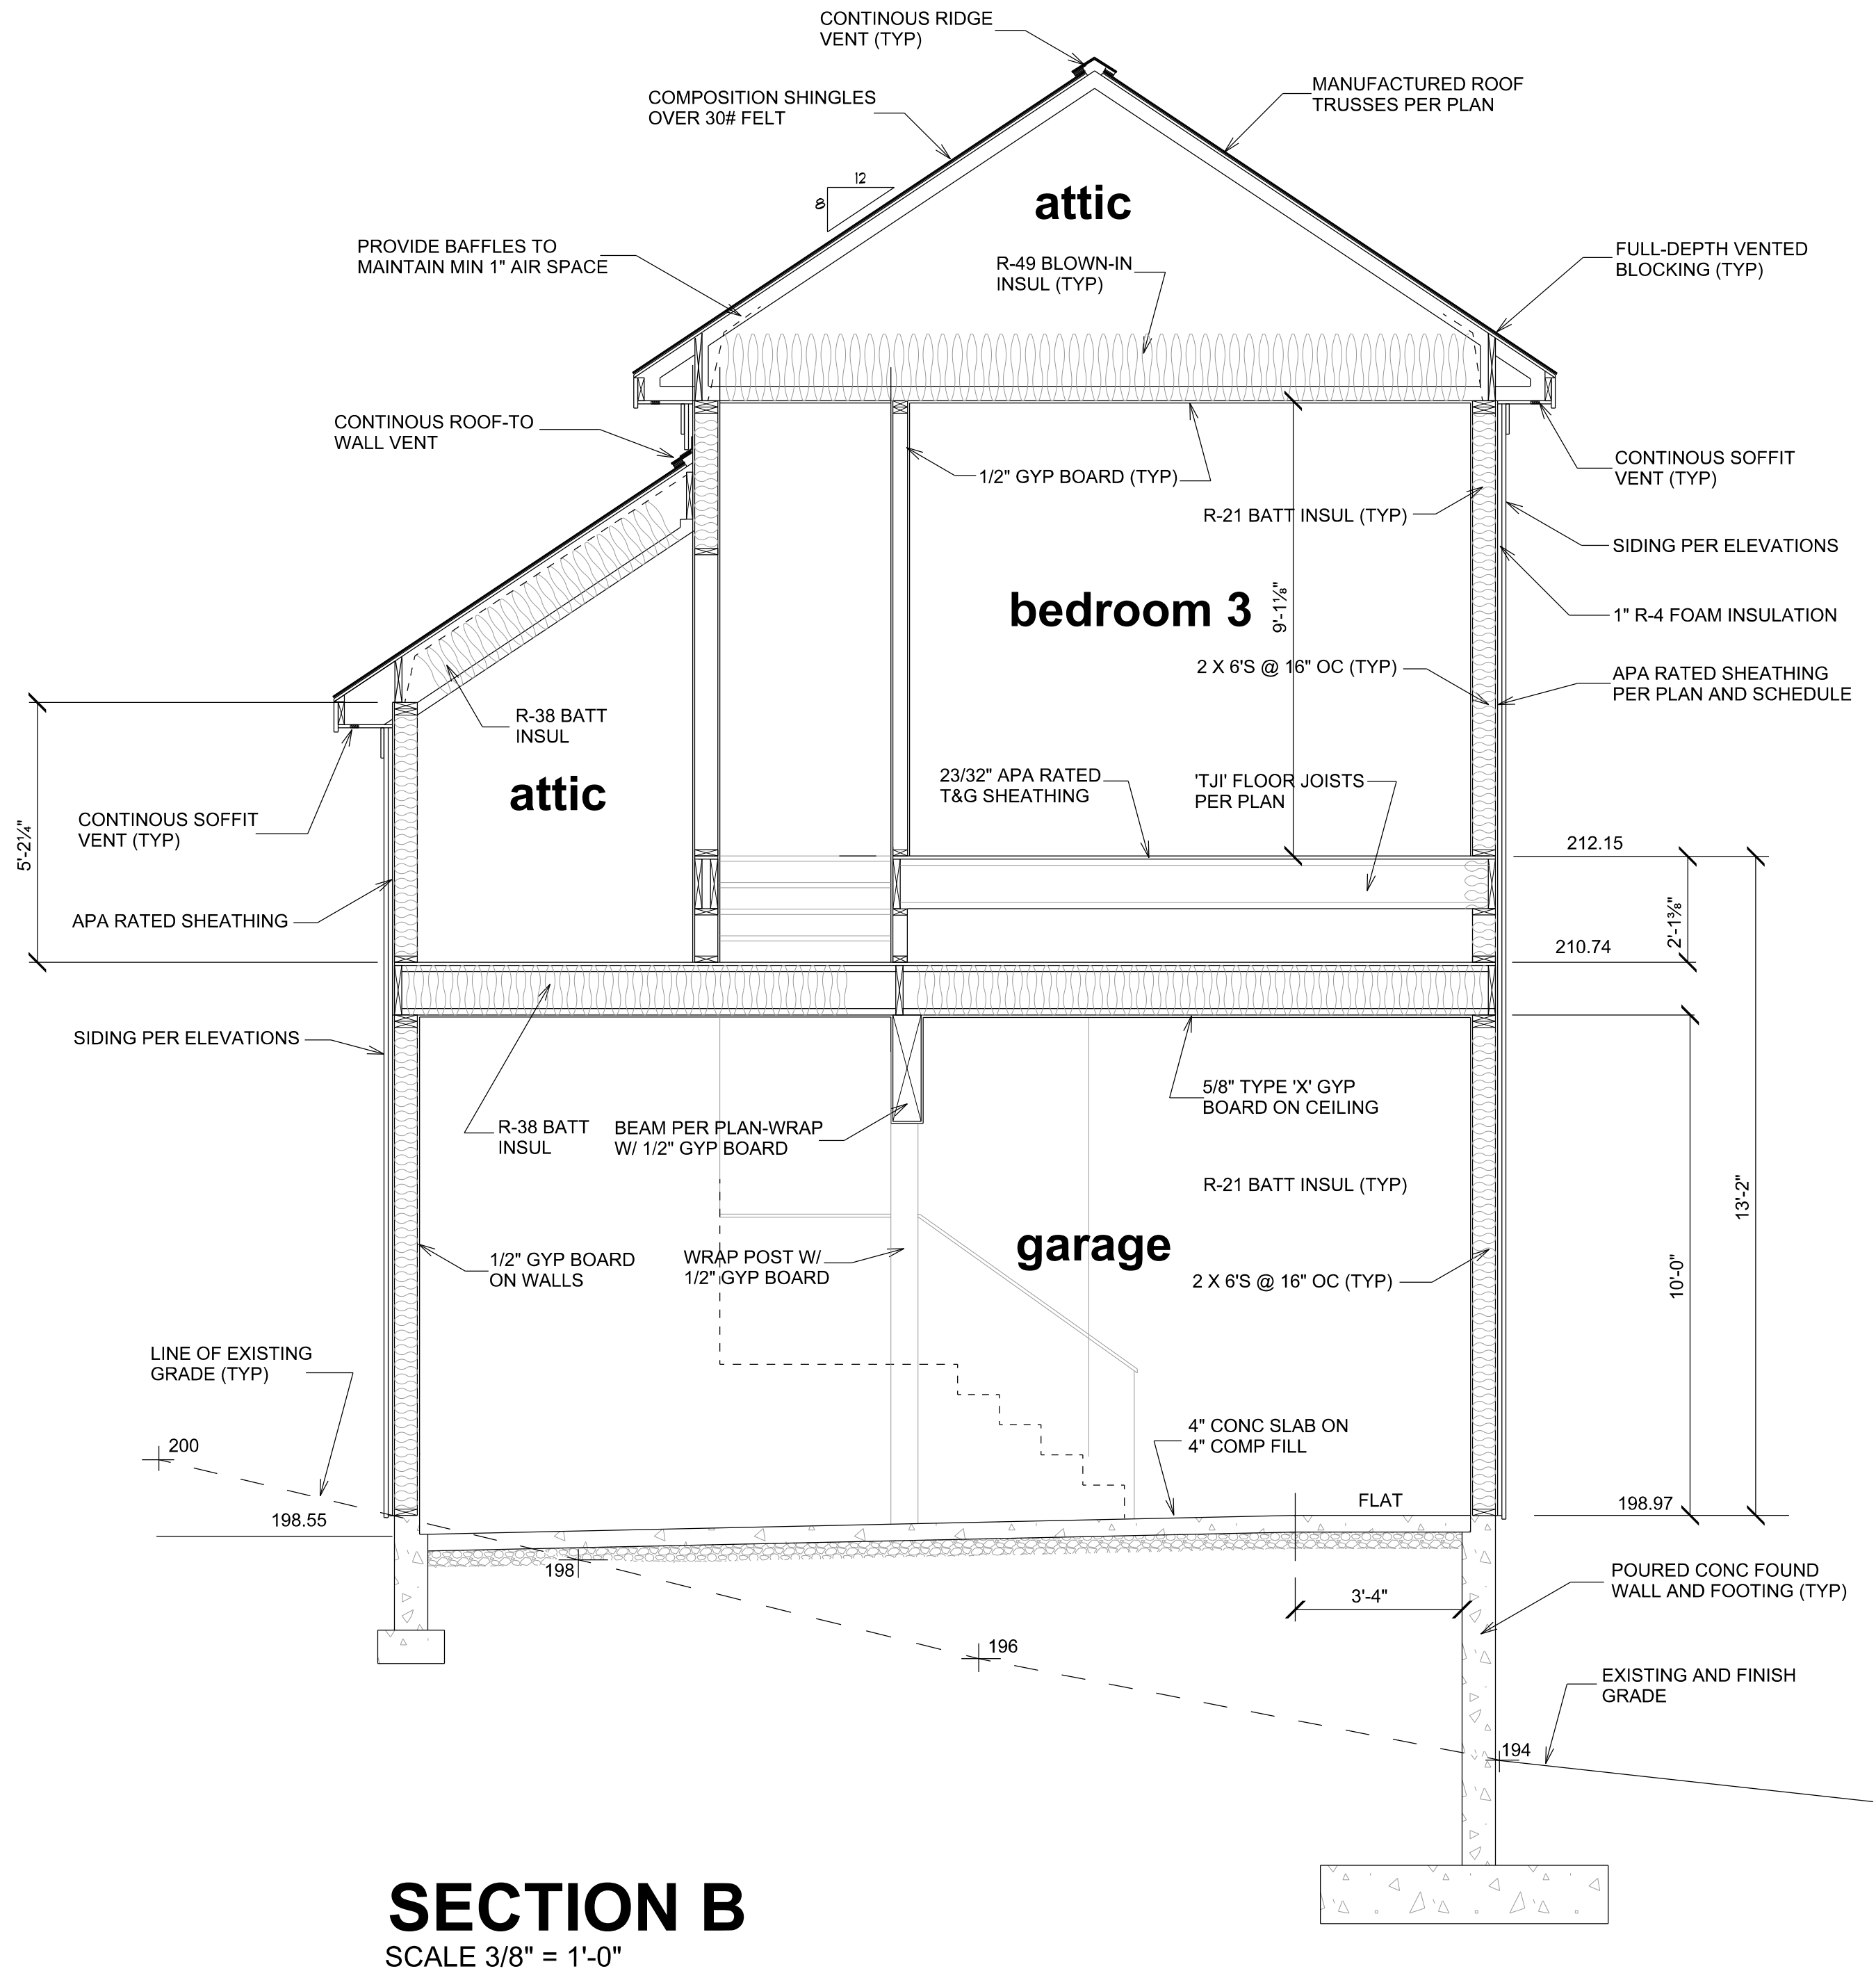 CONTINOUS RIDGE
VENT (TYP)
COMPOSITION SHINGLES
OVER 30# FELT
MANUFACTURED ROOF
TRUSSES PER PLAN
12
8
attic
PROVIDE BAFFLES TO
MAINTAIN MIN 1" AIR SPACE
R-49 BLOWN-IN
INSUL (TYP)
FULL-DEPTH VENTED
BLOCKING (TYP)
CONTINOUS ROOF-TO
WALL VENT
1/2" GYP BOARD (TYP)
CONTINOUS SOFFIT
VENT (TYP)
R-21 BATT INSUL (TYP)
SIDING PER ELEVATIONS
bedroom 3
9'-1⅛"
1" R-4 FOAM INSULATION
2 X 6'S @ 16" OC (TYP)
APA RATED SHEATHING
PER PLAN AND SCHEDULE
R-38 BATT
INSUL
attic
23/32" APA RATED
T&G SHEATHING
'TJI' FLOOR JOISTS
PER PLAN
CONTINOUS SOFFIT
VENT (TYP)
5'-2¼"
212.15
APA RATED SHEATHING
2'-1⅜"
210.74
SIDING PER ELEVATIONS
R-38 BATT
INSUL
BEAM PER PLAN-WRAP
W/ 1/2" GYP BOARD
5/8" TYPE 'X' GYP
BOARD ON CEILING
R-21 BATT INSUL (TYP)
13'-2"
garage
1/2" GYP BOARD
ON WALLS
WRAP POST W/
1/2" GYP BOARD
2 X 6'S @ 16" OC (TYP)
10'-0"
LINE OF EXISTING
GRADE (TYP)
200
4" CONC SLAB ON
4" COMP FILL
FLAT
198.97
198.55
198
3'-4"
POURED CONC FOUND
WALL AND FOOTING (TYP)
196
EXISTING AND FINISH
GRADE
194
SECTION B
SCALE 3/8" = 1'-0"